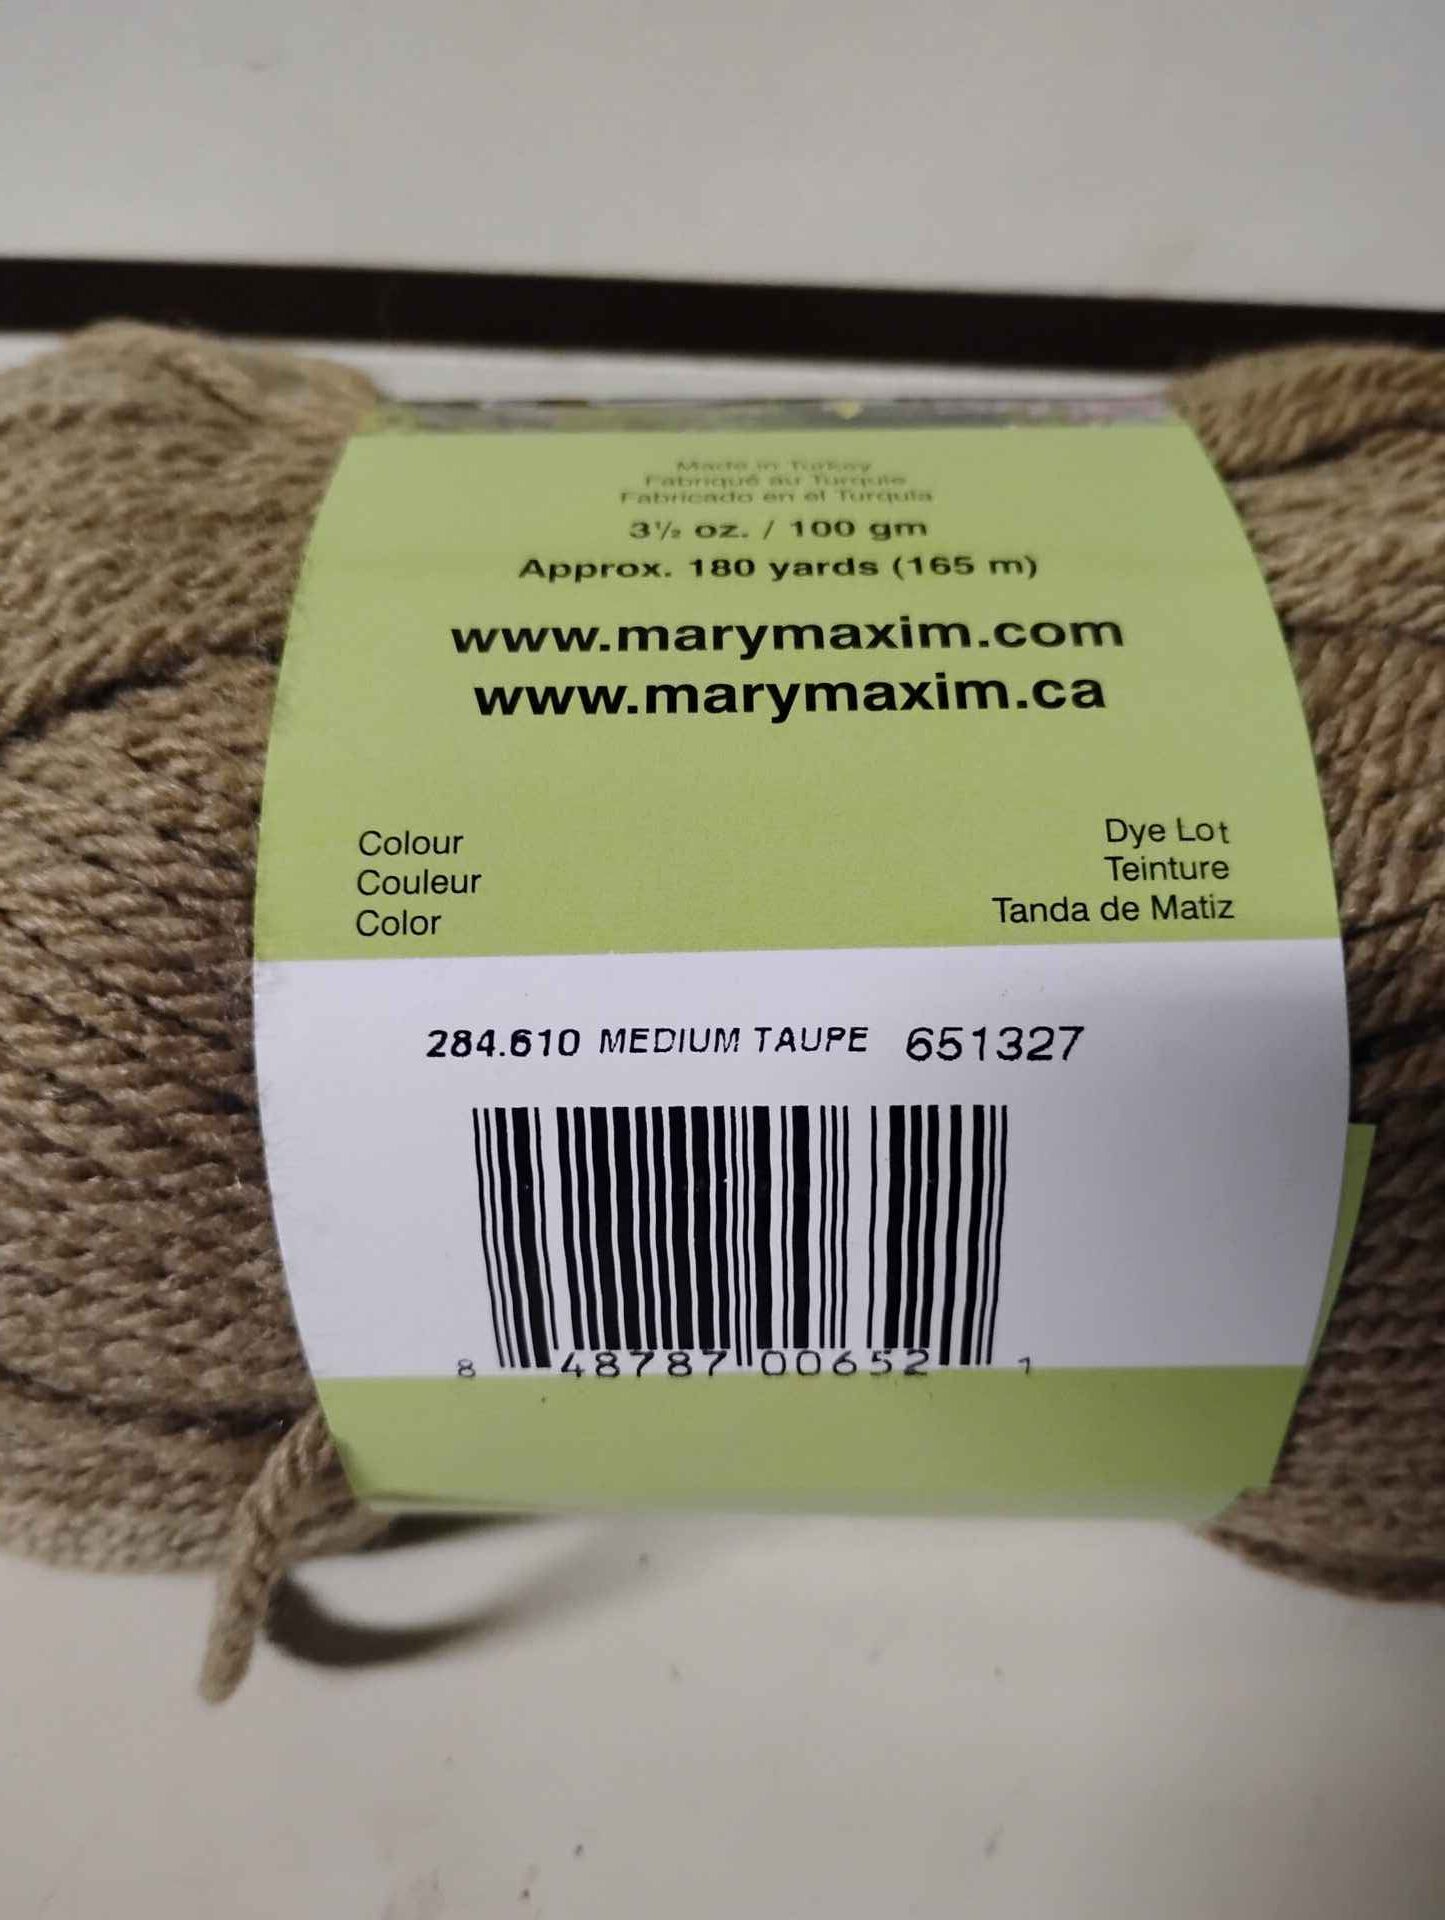 Made in Turkey
Fabriqué au Turquie
Fabricado en el Turquia
3½ oz. / 100 gm
Approx. 180 yards (165 m)
www.marymaxim.com
www.marymaxim.ca
Colour
Couleur
Color
Dye Lot
Teinture
Tanda de Matiz
284.610 MEDIUM TAUPE 651327
8 48787 00652 1